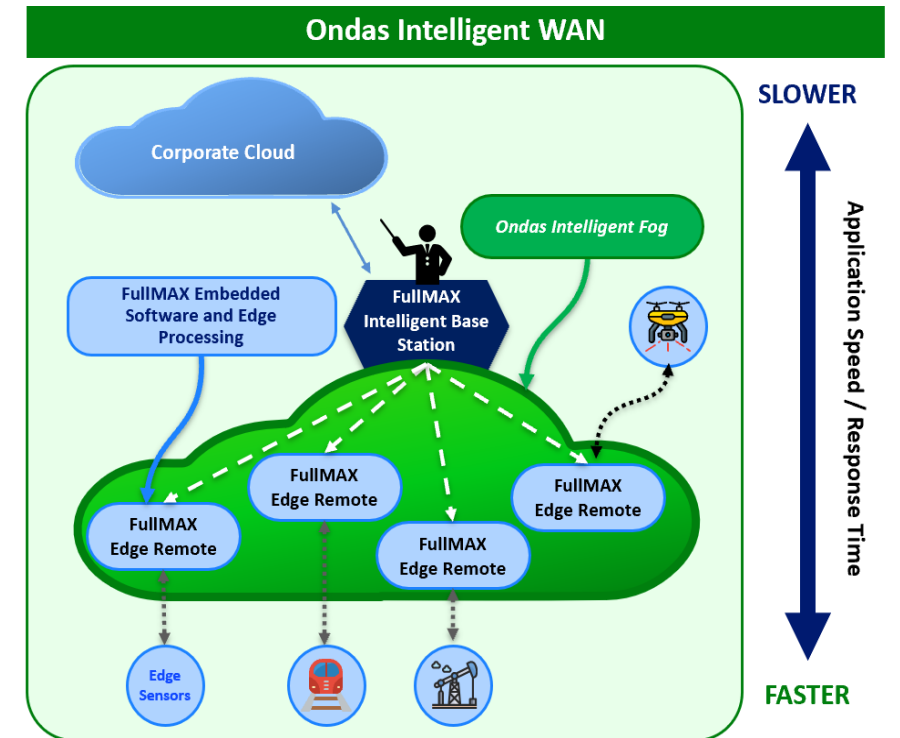 Ondas Intelligent WAN
SLOWER
Corporate Cloud
Ondas Intelligent Fog
FullMAX Embedded
Software and Edge
Processing
FullMAX
Intelligent Base
Station
Application Speed / Response Time
FullMAX
Edge Remote
FullMAX
Edge Remote
FullMAX
Edge Remote
FullMAX
Edge Remote
Edge
Sensors
FASTER